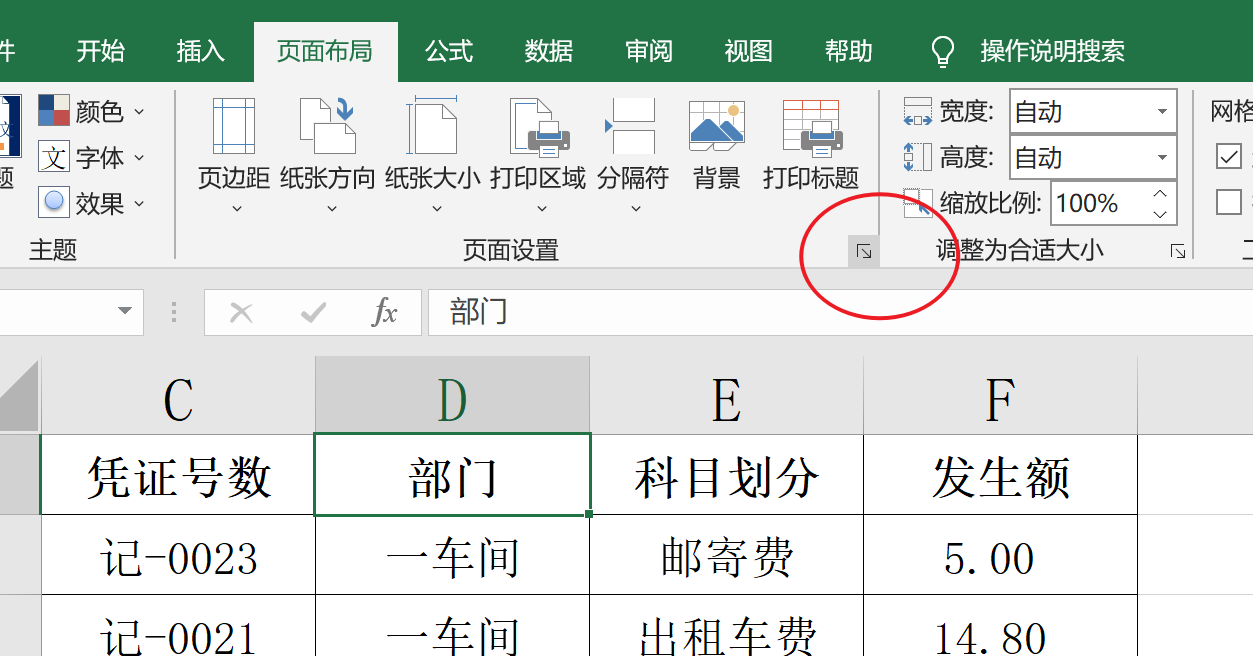 件 开始 插入 页面布局 公式 数据 审阅 视图 帮助 操作说明搜索
颜色 宽度: 自动 网格
文 字体 高度: 自动
效果 页边距 纸张方向 纸张大小 打印区域 分隔符 背景 打印标题 缩放比例: 100%
主题 页面设置 调整为合适大小
fx 部门
C D E F
凭证号数 部门 科目划分 发生额
记-0023 一车间 邮寄费 5.00
记-0021 一车间 出租车费 14.80